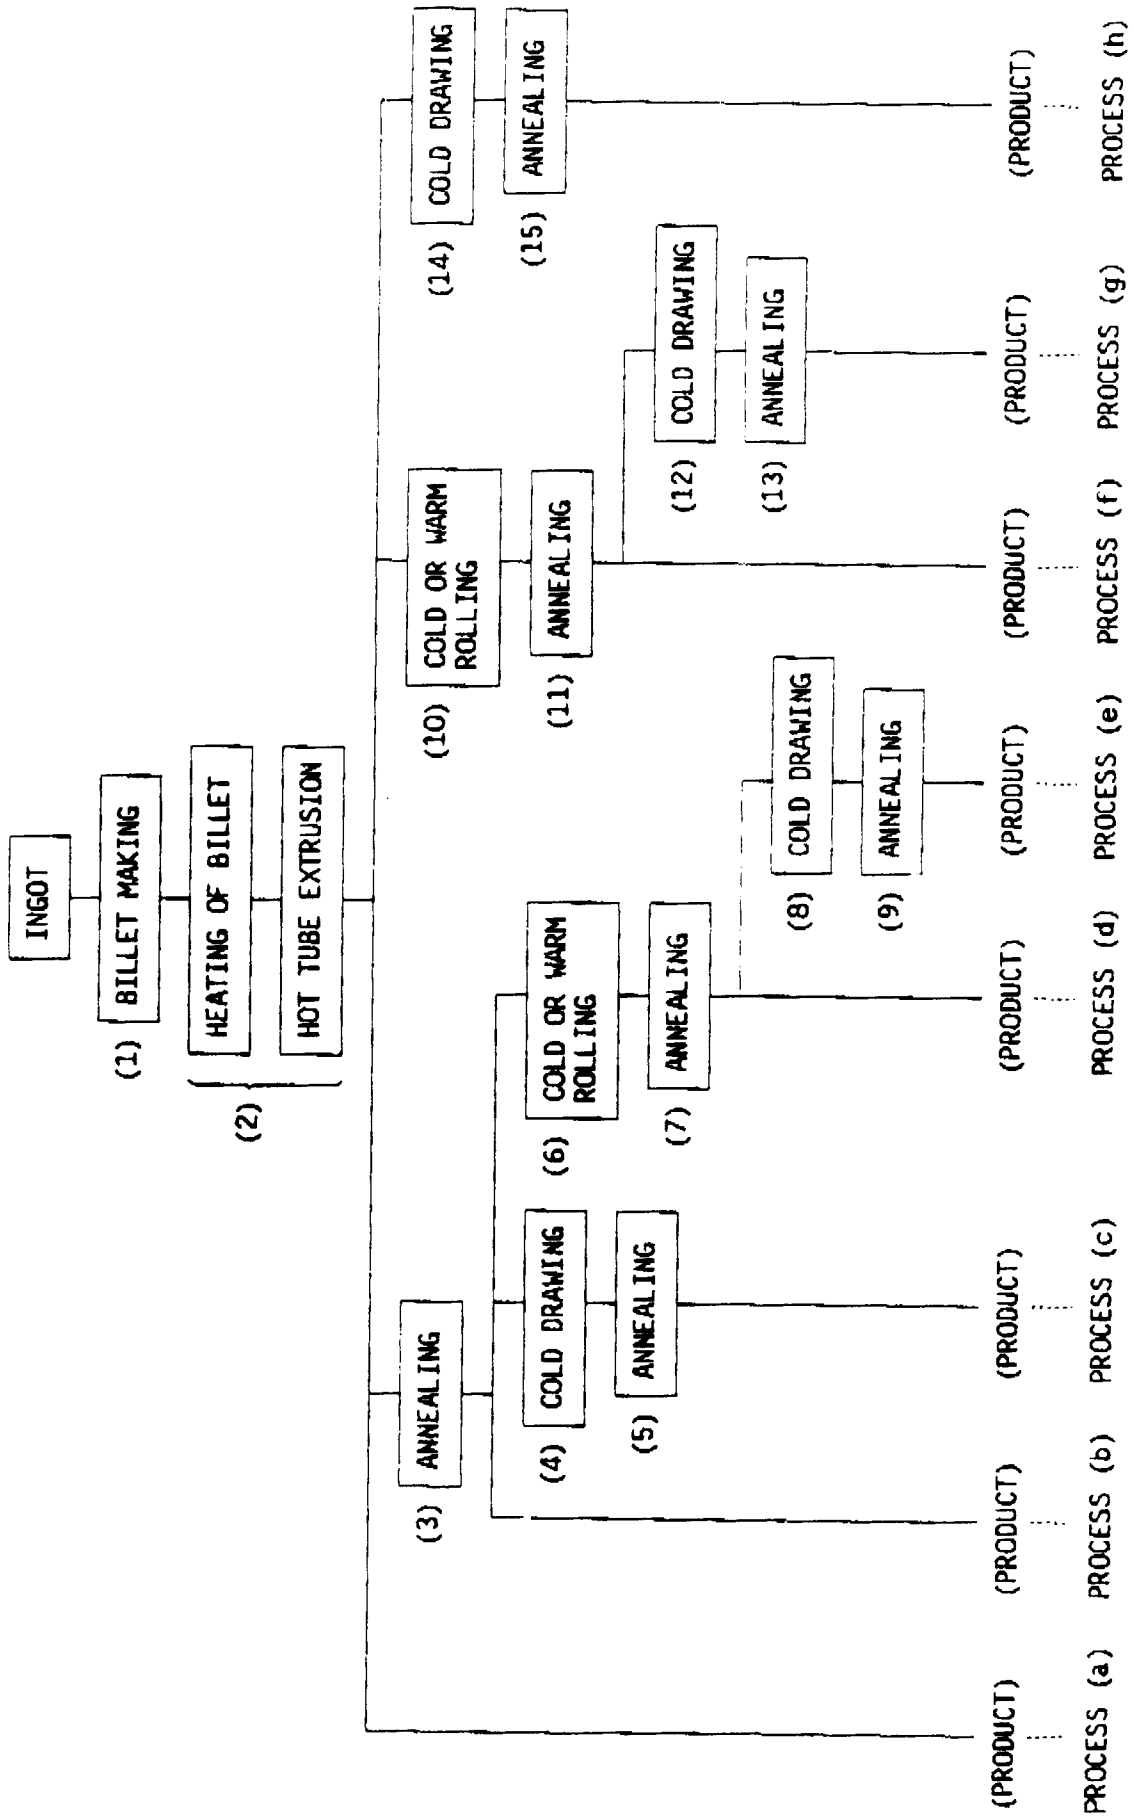 INGOT
(1) BILLET MAKING
(2)
HEATING OF BILLET
HOT TUBE EXTRUSION
(3) ANNEALING
(4) COLD DRAWING
(5) ANNEALING
(6) COLD OR WARM
ROLLING
(7) ANNEALING
(8) COLD DRAWING
(9) ANNEALING
(10) COLD OR WARM
ROLLING
(11) ANNEALING
(12) COLD DRAWING
(13) ANNEALING
(14) COLD DRAWING
(15) ANNEALING
(PRODUCT) (PRODUCT) (PRODUCT) (PRODUCT) (PRODUCT) (PRODUCT) (PRODUCT) (PRODUCT)
PROCESS (a) PROCESS (b) PROCESS (c) PROCESS (d) PROCESS (e) PROCESS (f) PROCESS (g) PROCESS (h)